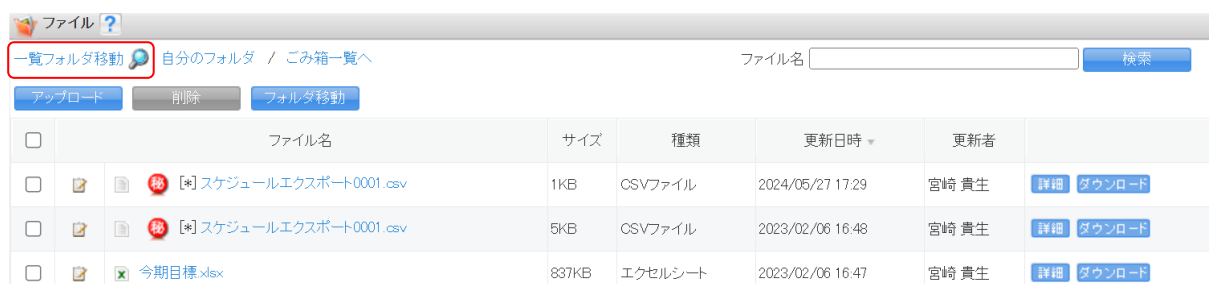 ファイル ?
一覧フォルダ移動 自分のフォルダ / ごみ箱一覧へ ファイル名 検索
アップロード 削除 フォルダ移動
ファイル名 サイズ 種類 更新日時 更新者
秘 [*]スケジュールエクスポート0001.csv 1KB CSVファイル 2024/05/27 17:29 宮崎 貴生 詳細 ダウンロード
秘 [*]スケジュールエクスポート0001.csv 5KB CSVファイル 2023/02/06 16:48 宮崎 貴生 詳細 ダウンロード
今期目標.xlsx 837KB エクセルシート 2023/02/06 16:47 宮崎 貴生 詳細 ダウンロード